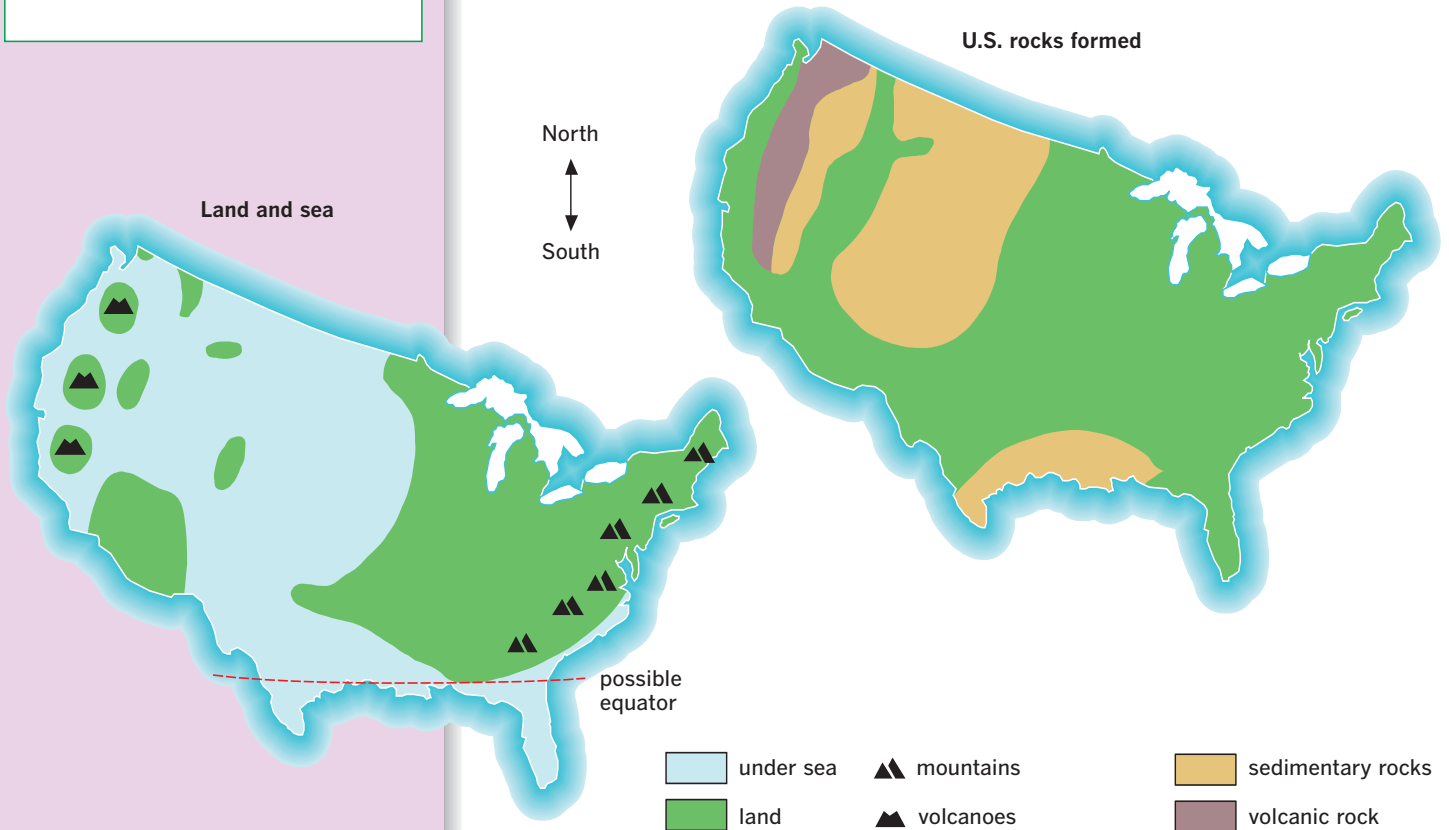 U.S. rocks formed
North
South
Land and sea
possible
equator
under sea
mountains
sedimentary rocks
land
volcanoes
volcanic rock